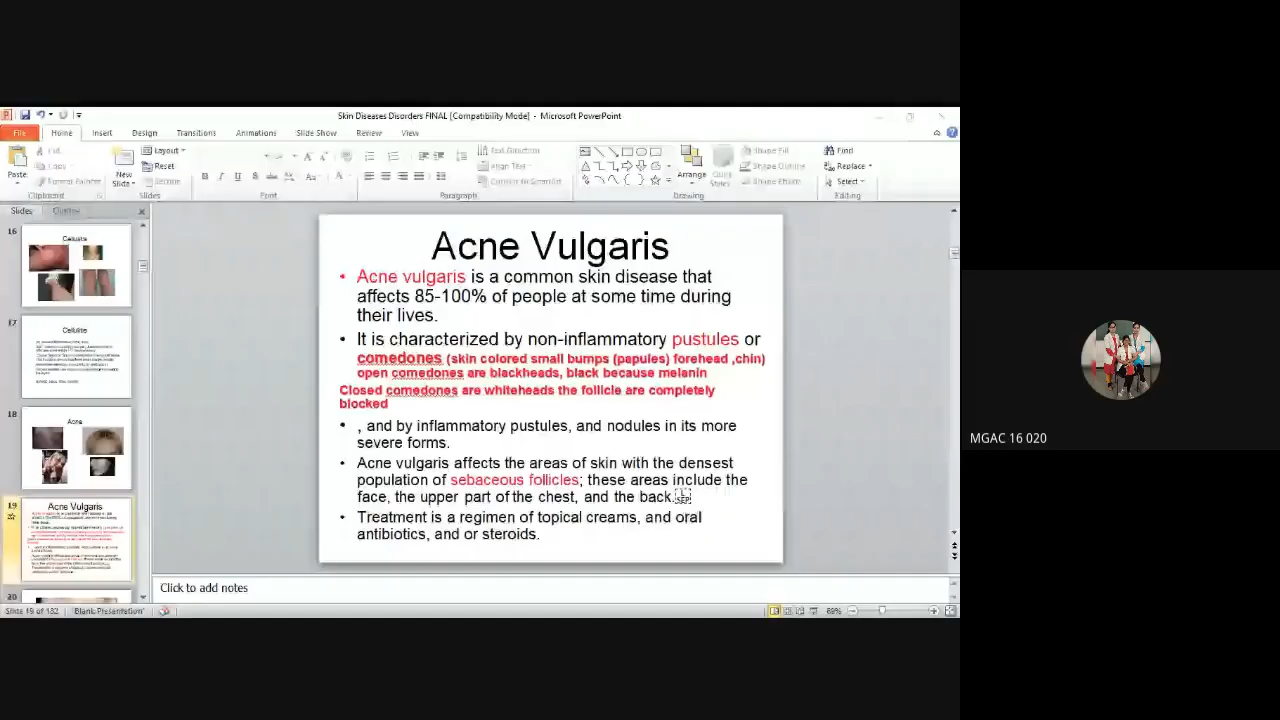 Skin Diseases Disorders FINAL [Compatibility Mode] - Microsoft PowerPoint
File Home Insert Design Transitions Animations Slide Show Review View
Paste
Cut
Copy
Format Painter
Clipboard
New
Slide
Layout
Reset
Section
Slides
Font
Text Direction
Align Text
Convert to SmartArt
Paragraph
Arrange
Quick
Styles
Shape Fill
Shape Outline
Shape Effects
Drawing
Find
Replace
Select
Editing
Slides Outline
16
17
18
Acne
19
Acne Vulgaris
20
Acne Vulgaris
• Acne vulgaris is a common skin disease that
affects 85-100% of people at some time during
their lives.
• It is characterized by non-inflammatory pustules or
comedones (skin colored small bumps (papules) forehead ,chin)
open comedones are blackheads, black because melanin
Closed comedones are whiteheads the follicle are completely
blocked
• , and by inflammatory pustules, and nodules in its more
severe forms.
• Acne vulgaris affects the areas of skin with the densest
population of sebaceous follicles; these areas include the
face, the upper part of the chest, and the back.
• Treatment is a regimen of topical creams, and oral
antibiotics, and or steroids.
Click to add notes
Slide 19 of 182 "Blank Presentation" 69%
MGAC 16 020